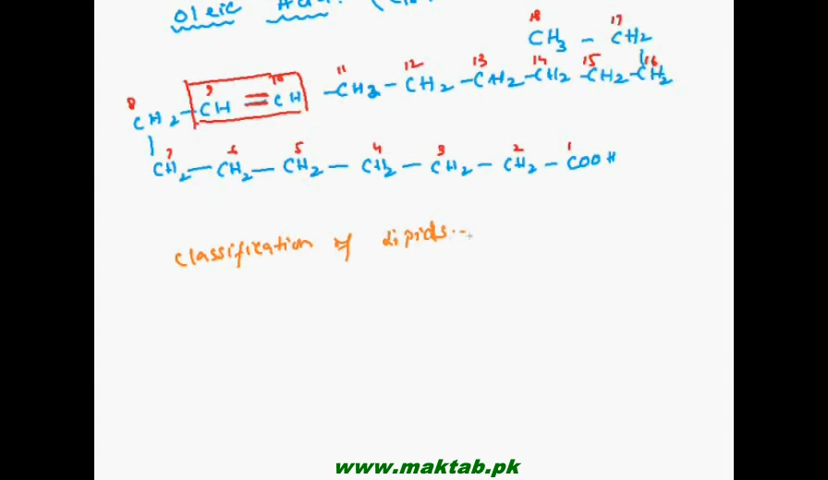 Oleic Acid: (C18
18 17
CH3 - CH2
8 9 10 11 12 13 14 15 16
CH2 - CH = CH - CH2 - CH2 - CH2 - CH2 - CH2 - CH2
7 6 5 4 3 2 1
CH2 - CH2 - CH2 - CH2 - CH2 - CH2 - COOH
classification of Lipids...
www.maktab.pk